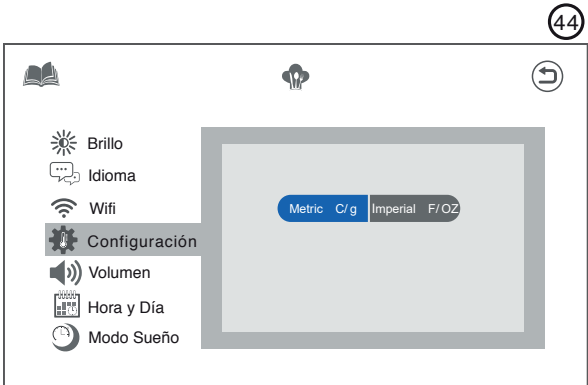 44
Brillo
Idioma
Wifi
Metric C/g Imperial F/OZ
Configuración
Volumen
Hora y Día
Modo Sueño